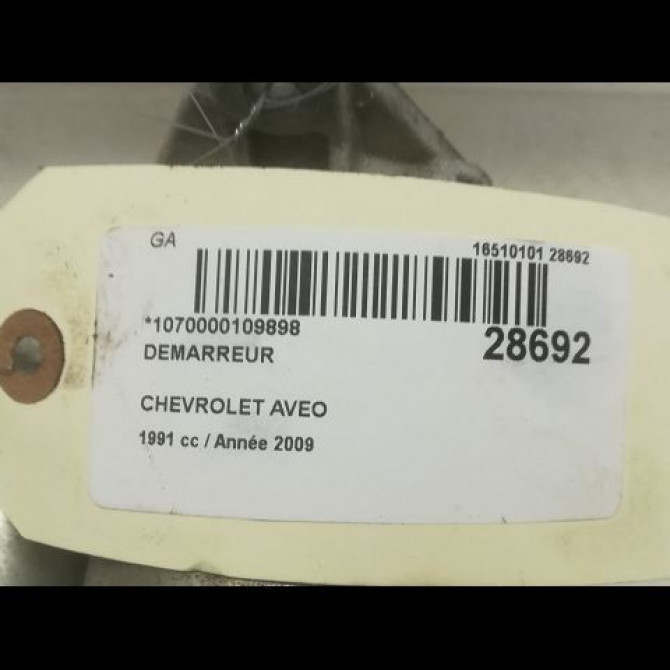 GA
16510101 28692
*1070000109898
28692
DEMARREUR
CHEVROLET AVEO
1991 cc / Année 2009